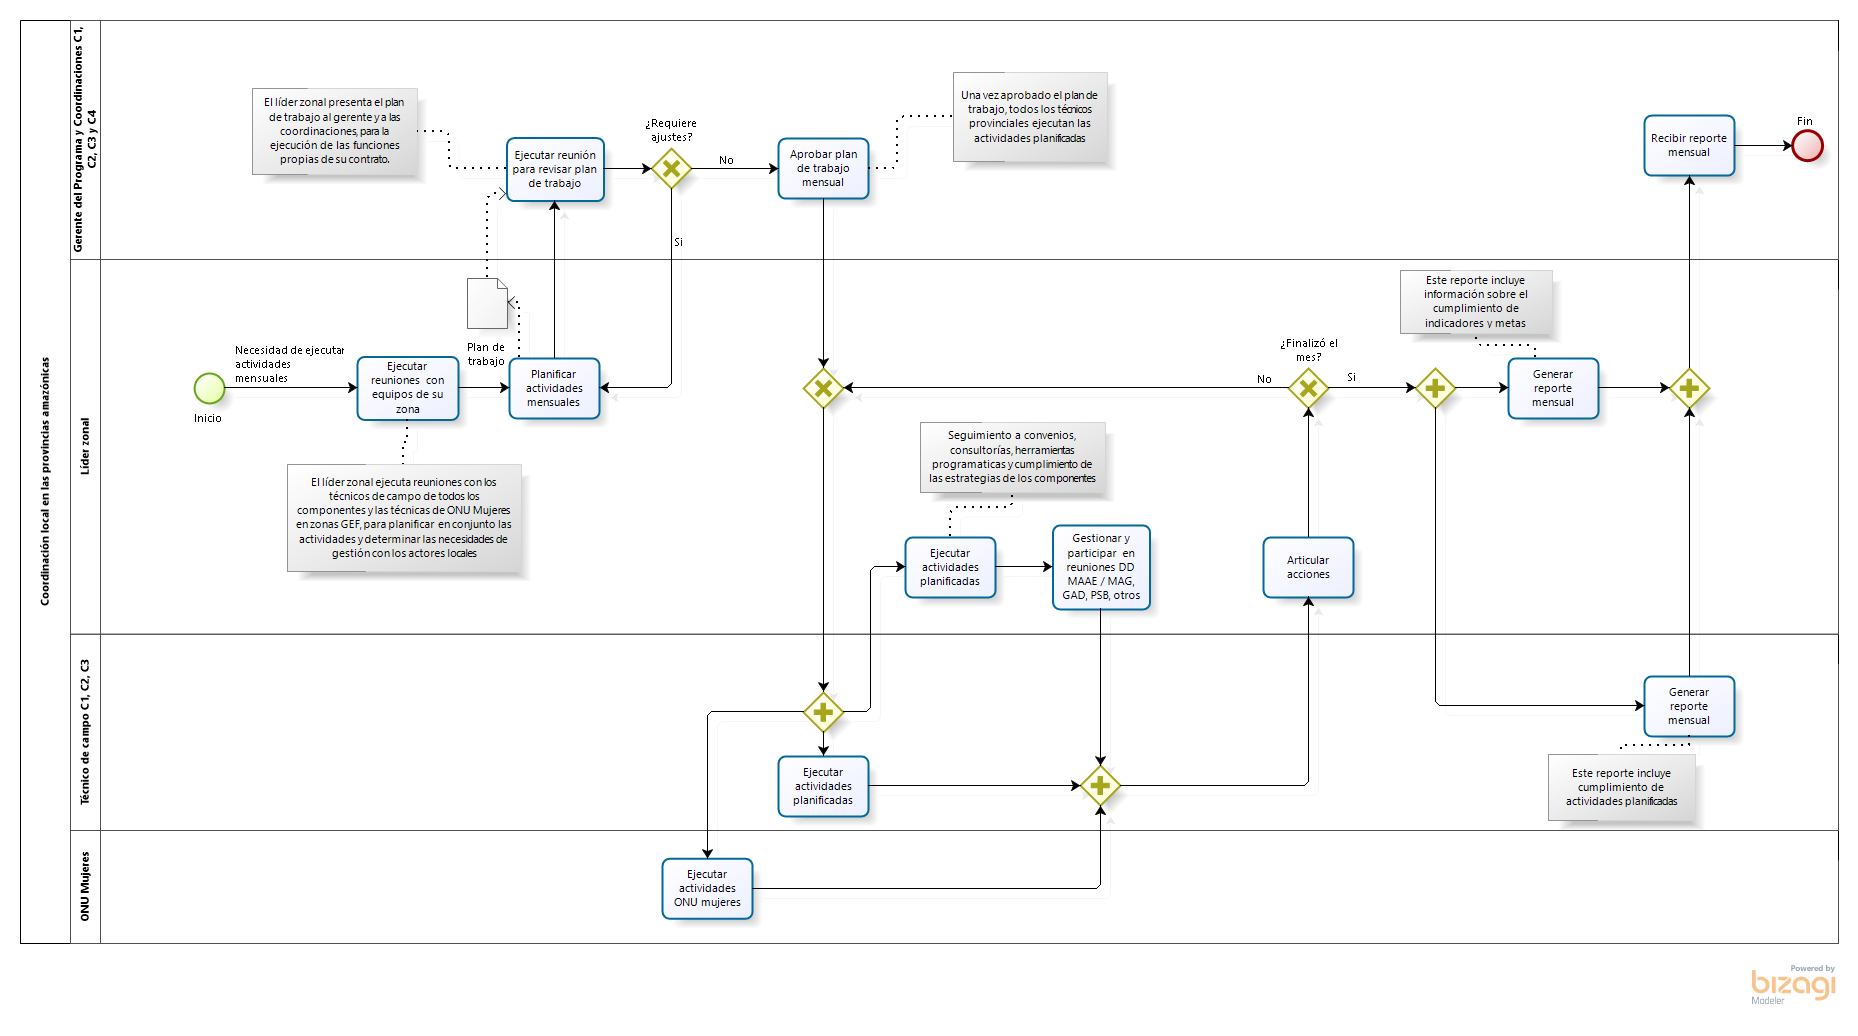 Coordinación local en las provincias amazónicas
Gerente del Programa y Coordinaciones C1,
C2, C3 y C4
El líder zonal presenta el plan
de trabajo al gerente y a las
coordinaciones, para la
ejecución de las funciones
propias de su contrato.
Ejecutar reunión
para revisar plan
de trabajo
¿Requiere
ajustes?
No
Si
Aprobar plan
de trabajo
mensual
Una vez aprobado el plan de
trabajo, todos los técnicos
provinciales ejecutan las
actividades planificadas
Recibir reporte
mensual
Fin
Líder zonal
Inicio
Necesidad de ejecutar
actividades
mensuales
Ejecutar
reuniones con
equipos de su
zona
Plan de
trabajo
Planificar
actividades
mensuales
El líder zonal ejecuta reuniones con los
técnicos de campo de todos los
componentes y las técnicas de ONU Mujeres
en zonas GEF, para planificar en conjunto las
actividades y determinar las necesidades de
gestión con los actores locales
Seguimiento a convenios,
consultorías, herramientas
programaticas y cumplimiento de
las estrategias de los componentes
Ejecutar
actividades
planificadas
Gestionar y
participar en
reuniones DD
MAAE / MAG,
GAD, PSB, otros
Articular
acciones
¿Finalizó el
mes?
No
Si
Este reporte incluye
información sobre el
cumplimiento de
indicadores y metas
Generar
reporte
mensual
Técnico de campo C1, C2, C3
Ejecutar
actividades
planificadas
Generar
reporte
mensual
Este reporte incluye
cumplimiento de
actividades planificadas
ONU Mujeres
Ejecutar
actividades
ONU mujeres
Powered by
bizagi
Modeler